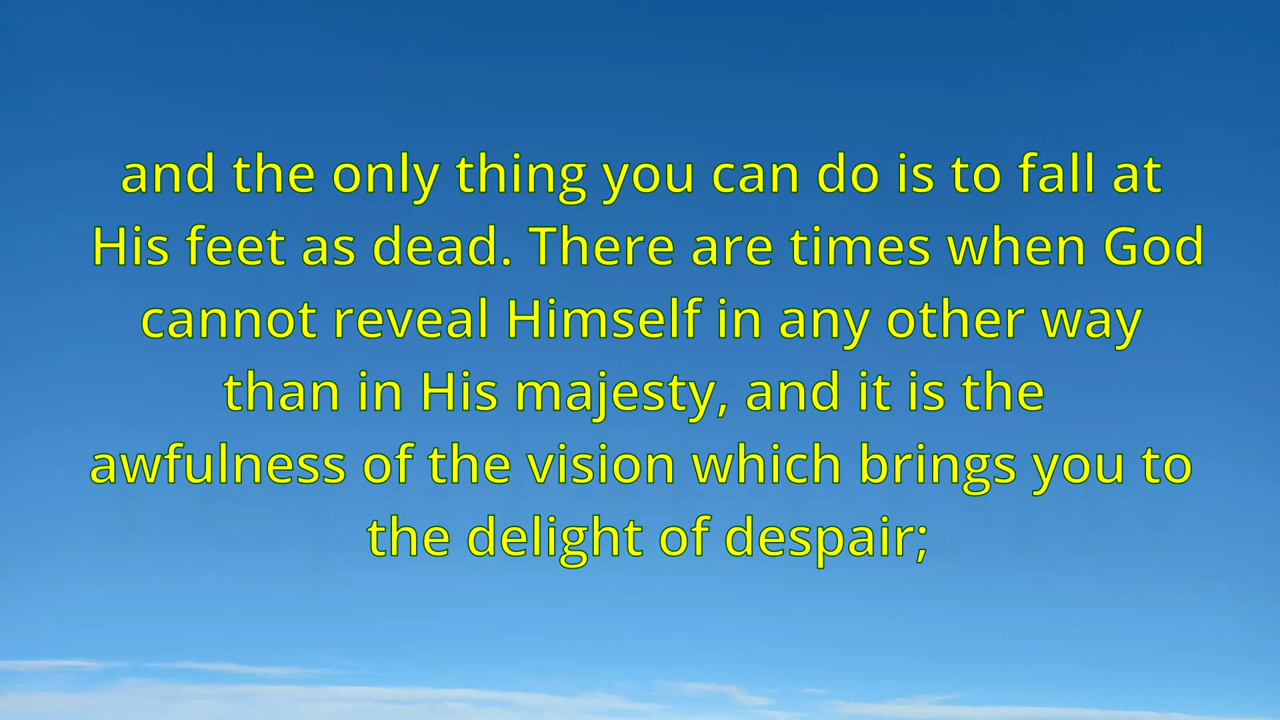 and the only thing you can do is to fall at
His feet as dead. There are times when God
cannot reveal Himself in any other way
than in His majesty, and it is the
awfulness of the vision which brings you to
the delight of despair;